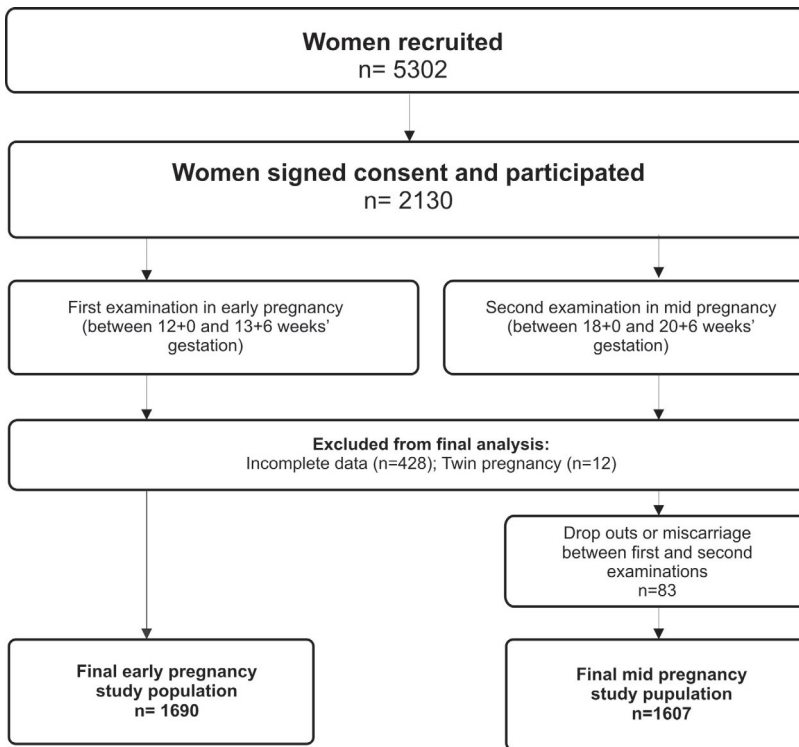 Women recruited
n= 5302
Women signed consent and participated
n= 2130
First examination in early pregnancy
(between 12+0 and 13+6 weeks’
gestation)
Second examination in mid pregnancy
(between 18+0 and 20+6 weeks’
gestation)
Excluded from final analysis:
Incomplete data (n=428); Twin pregnancy (n=12)
Drop outs or miscarriage
between first and second
examinations
n=83
Final early pregnancy
study population
n= 1690
Final mid pregnancy
study pupulation
n=1607